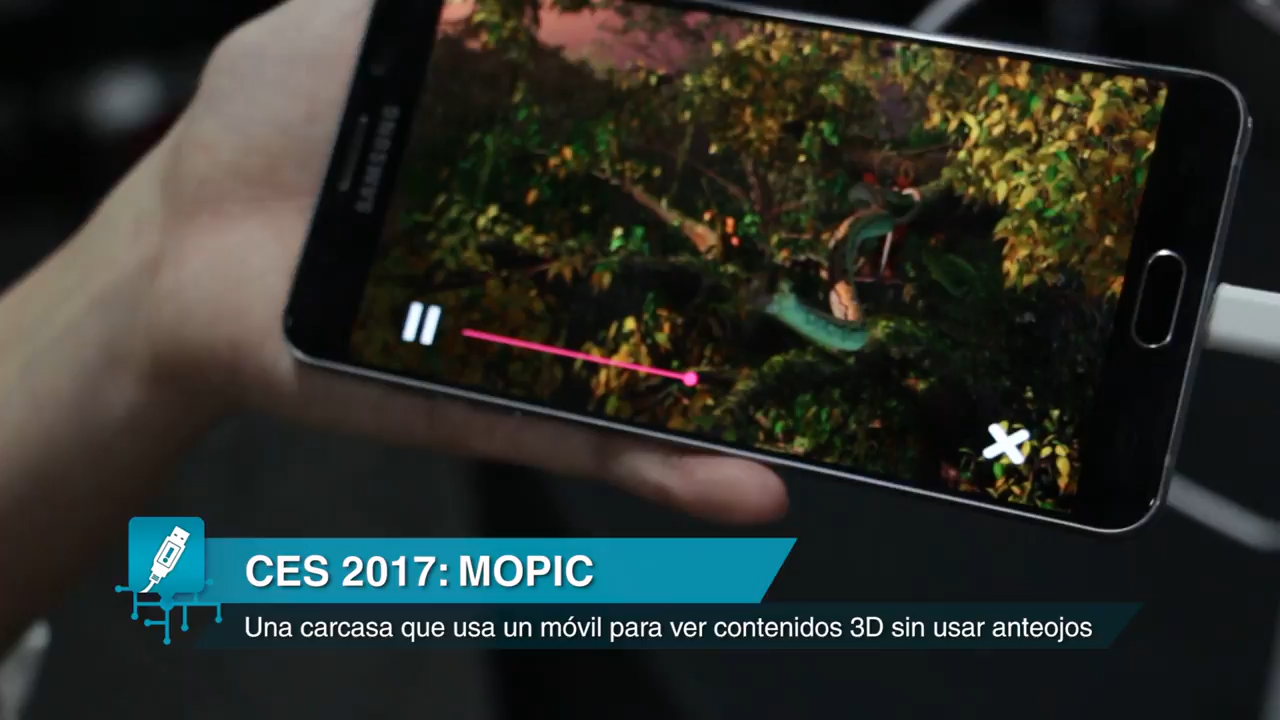 SAMSUNG
CES 2017: MOPIC
Una carcasa que usa un móvil para ver contenidos 3D sin usar anteojos